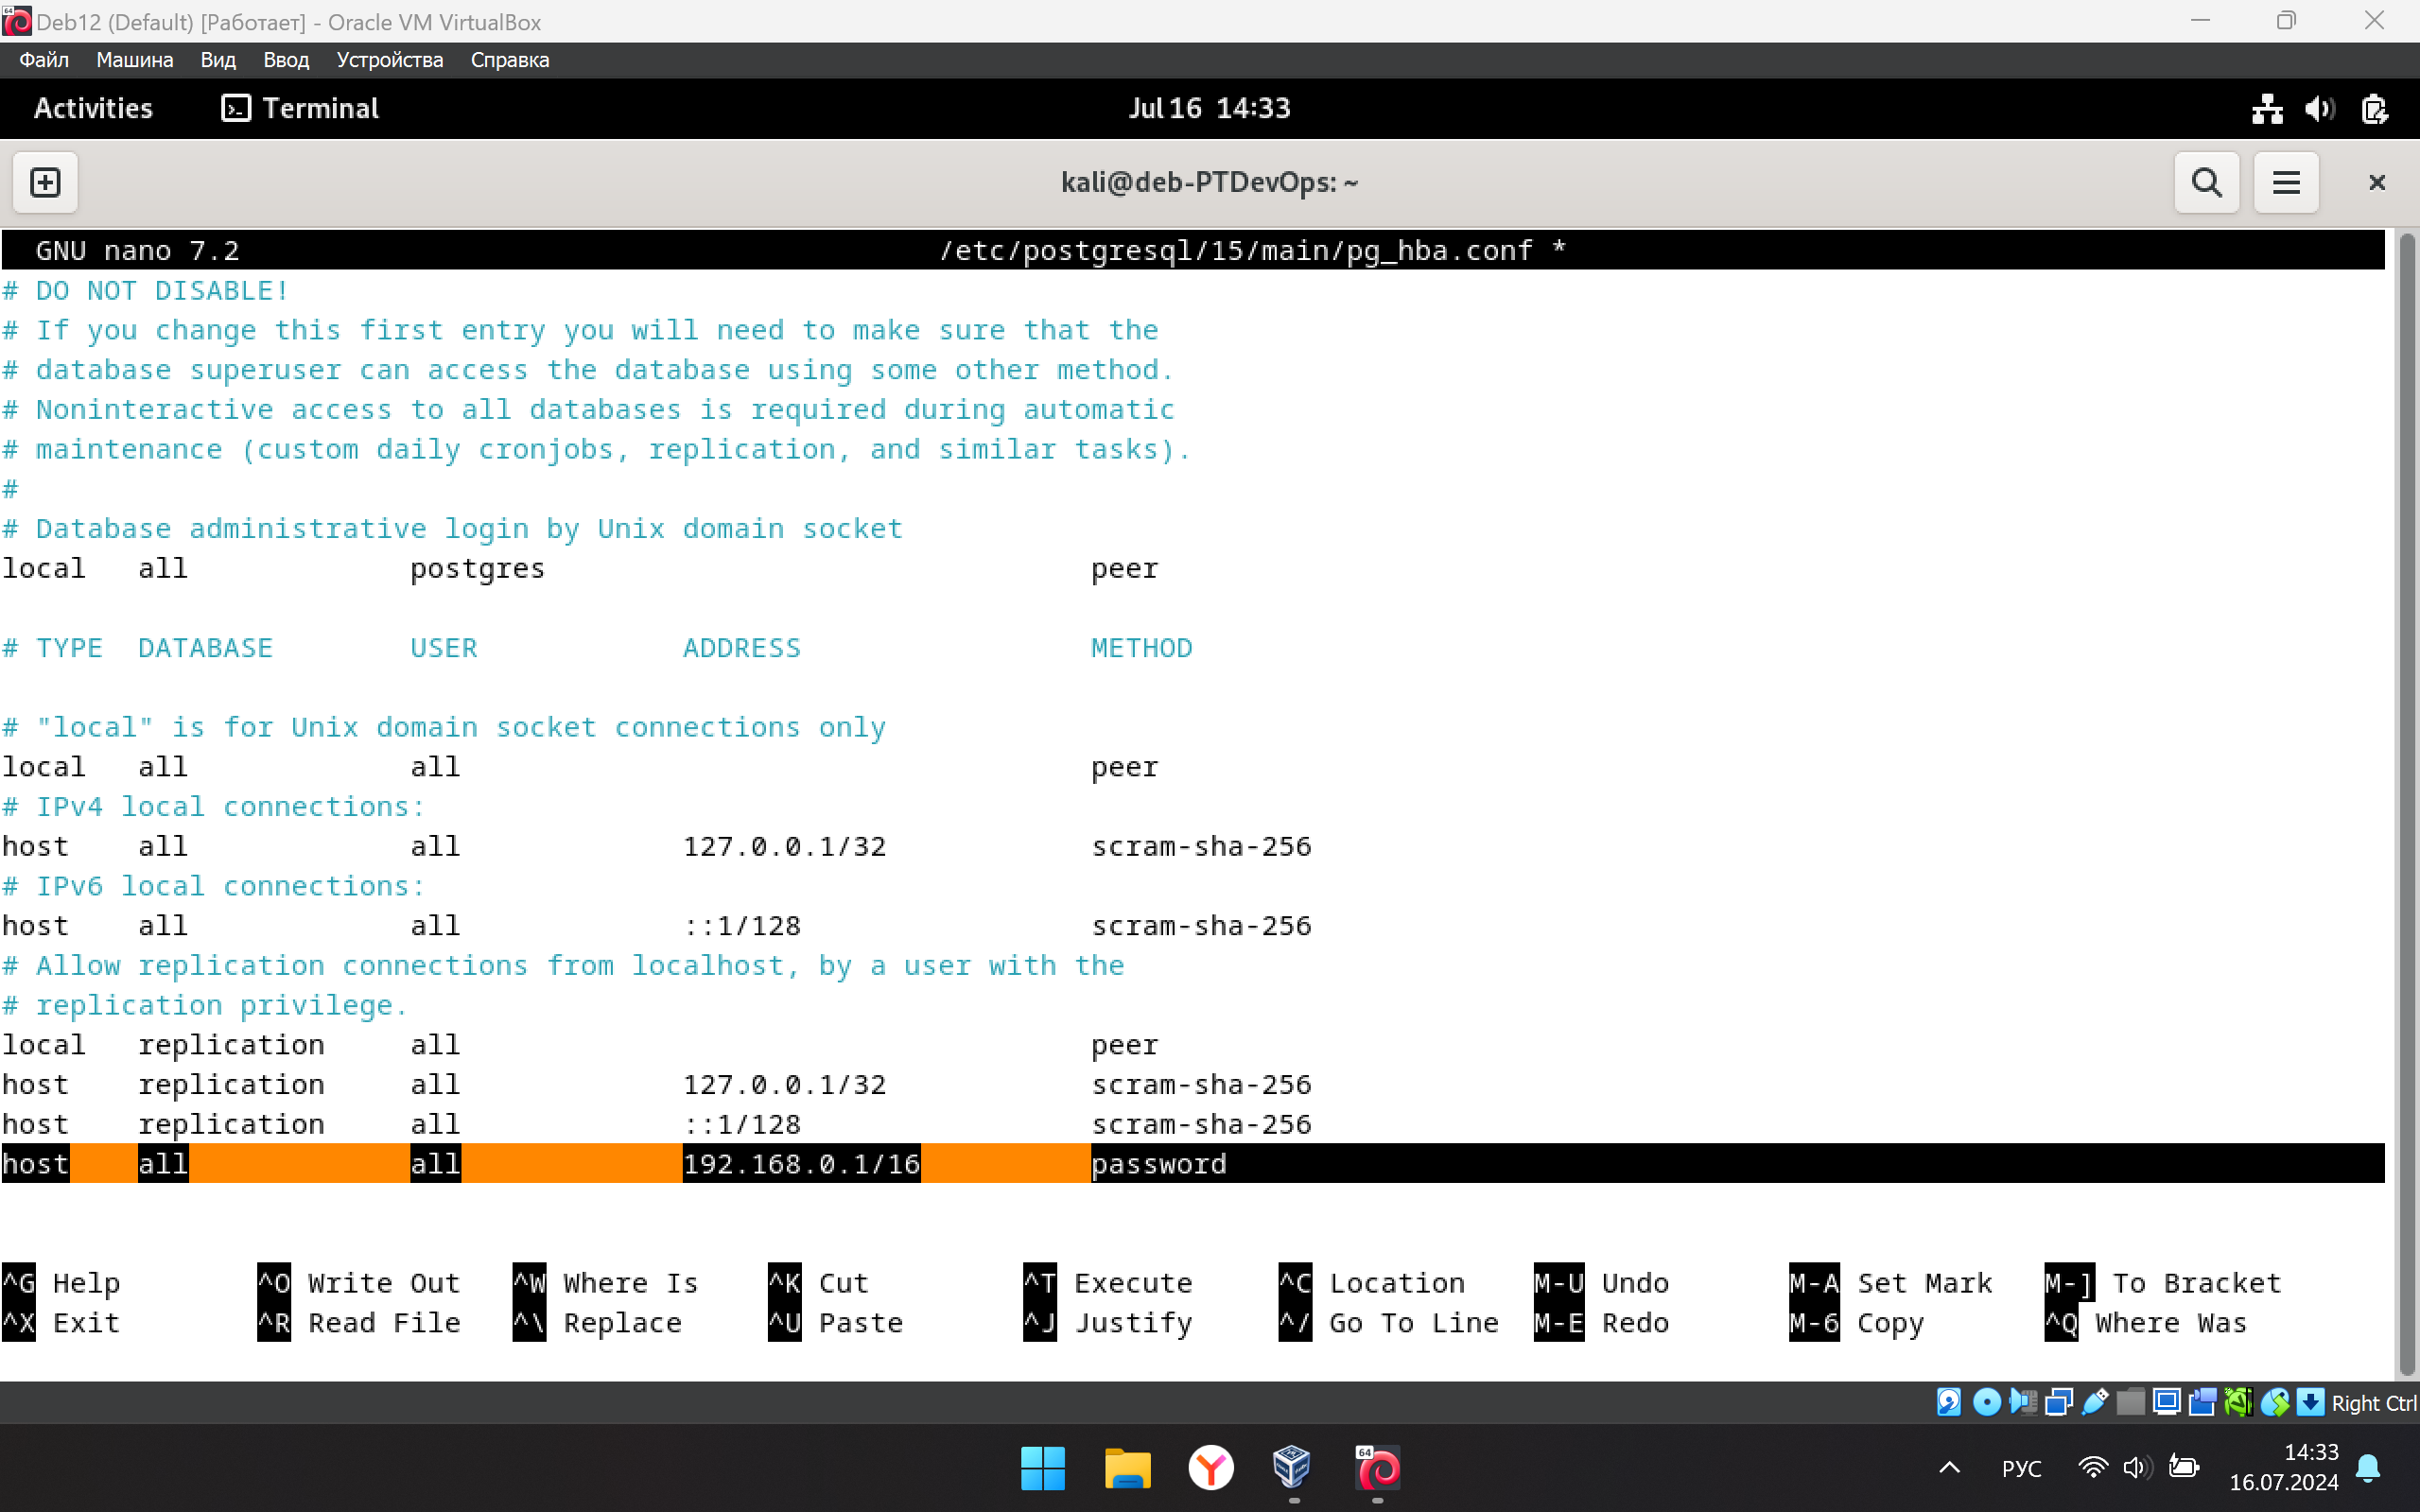 Deb12 (Default) [Работает] - Oracle VM VirtualBox
Файл Машина Вид Ввод Устройства Справка
Activities Terminal Jul 16 14:33
kali@deb-PTDevOps: ~
GNU nano 7.2 /etc/postgresql/15/main/pg_hba.conf *
# DO NOT DISABLE!
# If you change this first entry you will need to make sure that the
# database superuser can access the database using some other method.
# Noninteractive access to all databases is required during automatic
# maintenance (custom daily cronjobs, replication, and similar tasks).
#
# Database administrative login by Unix domain socket
local all postgres peer
# TYPE DATABASE USER ADDRESS METHOD
# "local" is for Unix domain socket connections only
local all all peer
# IPv4 local connections:
host all all 127.0.0.1/32 scram-sha-256
# IPv6 local connections:
host all all ::1/128 scram-sha-256
# Allow replication connections from localhost, by a user with the
# replication privilege.
local replication all peer
host replication all 127.0.0.1/32 scram-sha-256
host replication all ::1/128 scram-sha-256
host all all 192.168.0.1/16 password
^G Help ^O Write Out ^W Where Is ^K Cut ^T Execute ^C Location M-U Undo M-A Set Mark M-] To Bracket
^X Exit ^R Read File ^\ Replace ^U Paste ^J Justify ^/ Go To Line M-E Redo M-6 Copy ^Q Where Was
Right Ctrl
64
РУС
14:33
16.07.2024